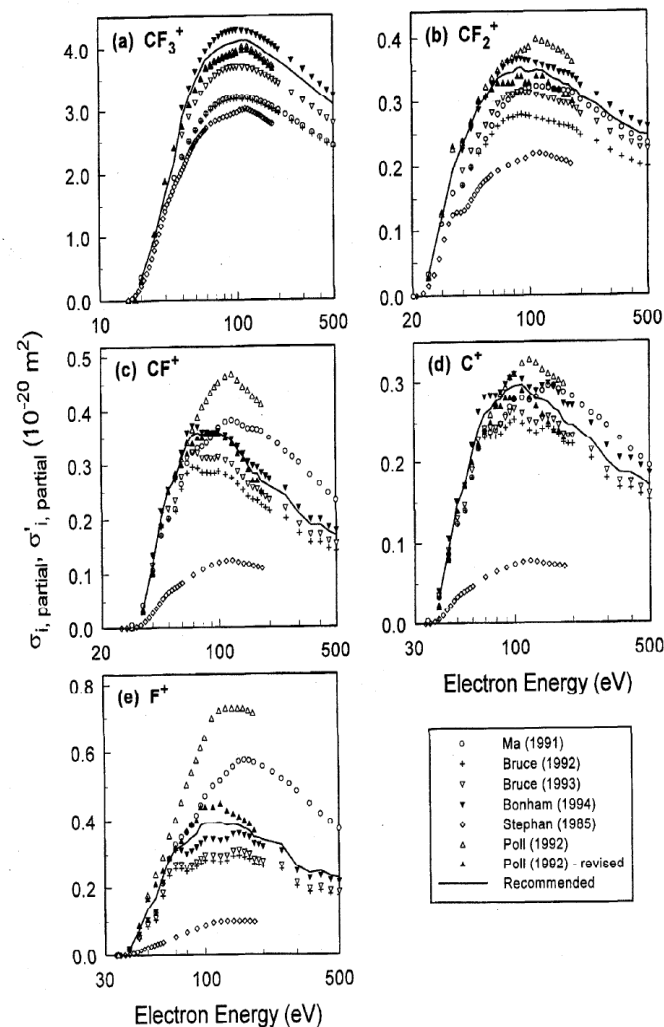 (a) CF3+
4.0
3.0
2.0
1.0
0.0
10 100 500
(b) CF2+
0.4
0.3
0.2
0.1
0.0
20 100 500
(c) CF+
0.5
0.4
0.3
0.2
0.1
0.0
20 100 500
(d) C+
0.3
0.2
0.1
0.0
30 100 500
Electron Energy (eV)
(e) F+
0.8
0.6
0.4
0.2
0.0
30 100 500
Electron Energy (eV)
σi, partial, σ'i, partial (10−20 m2)
Ma (1991)
Bruce (1992)
Bruce (1993)
Bonham (1994)
Stephan (1985)
Poll (1992)
Poll (1992) - revised
Recommended